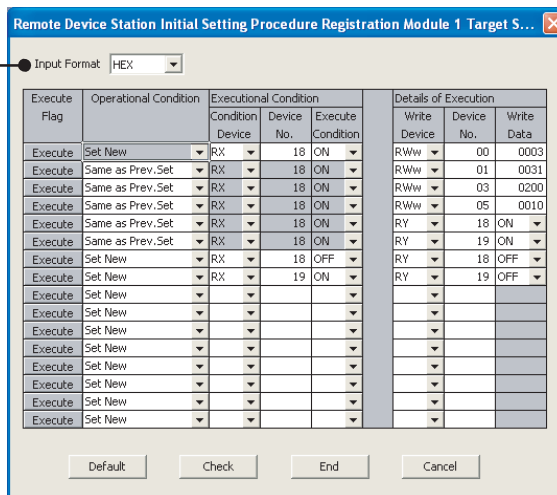 Remote Device Station Initial Setting Procedure Registration Module 1 Target S...
Input Format HEX
Execute Flag Operational Condition Executional Condition Details of Execution
Condition Device Device No. Execute Condition Write Device Device No. Write Data
Execute Set New RX 18 ON RWw 00 0003
Execute Same as Prev.Set RX 18 ON RWw 01 0031
Execute Same as Prev.Set RX 18 ON RWw 03 0200
Execute Same as Prev.Set RX 18 ON RWw 05 0010
Execute Same as Prev.Set RX 18 ON RY 18 ON
Execute Same as Prev.Set RX 18 ON RY 19 ON
Execute Set New RX 18 OFF RY 18 OFF
Execute Set New RX 19 ON RY 19 OFF
Execute Set New
Execute Set New
Execute Set New
Execute Set New
Execute Set New
Execute Set New
Execute Set New
Execute Set New
Default Check End Cancel